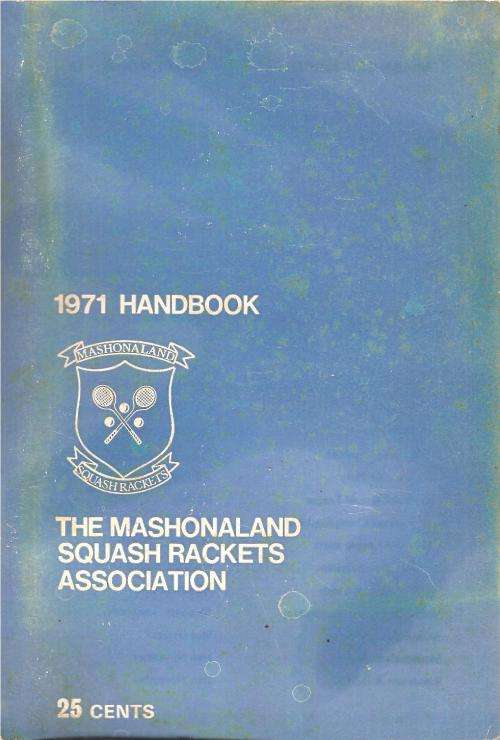 1971 HANDBOOK
MASHONALAND
SQUASH RACKETS
THE MASHONALAND
SQUASH RACKETS
ASSOCIATION
25 CENTS